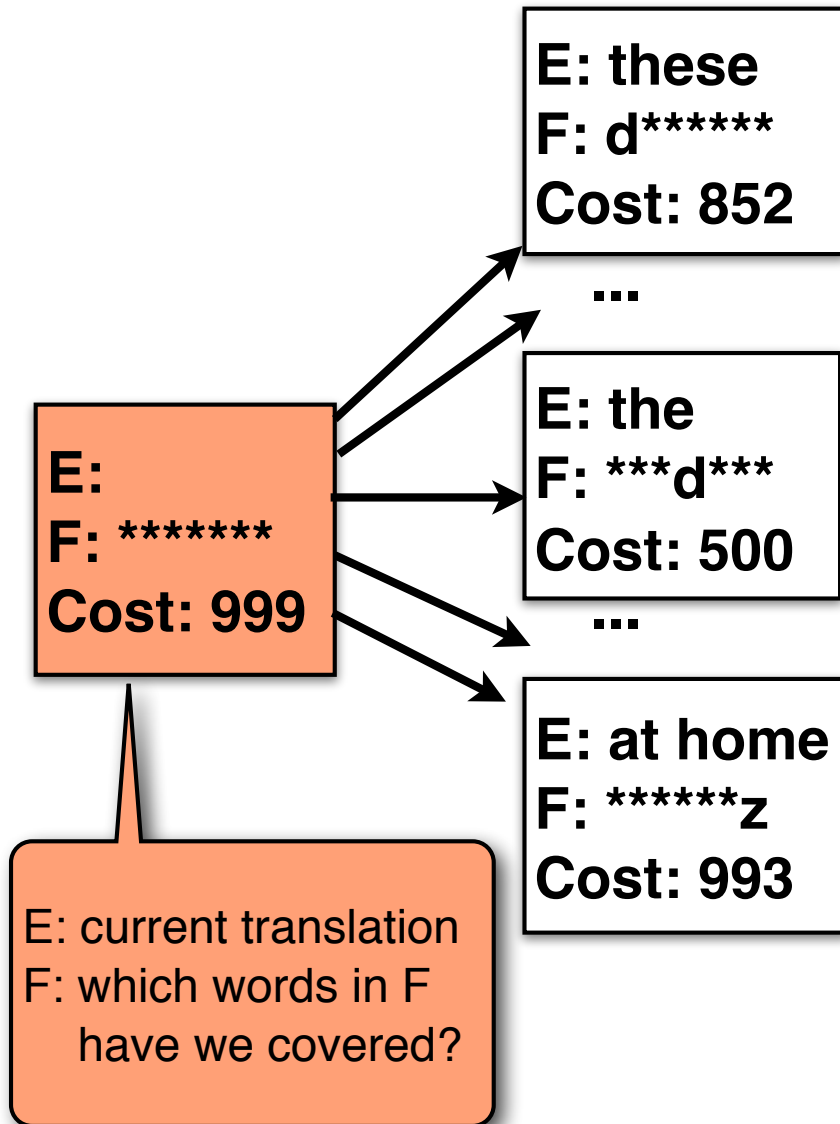 E: these
F: d******
Cost: 852
...
E: the
F: ***d***
Cost: 500
...
E: at home
F: ******z
Cost: 993
E:
F: *******
Cost: 999
E: current translation
F: which words in F
have we covered?